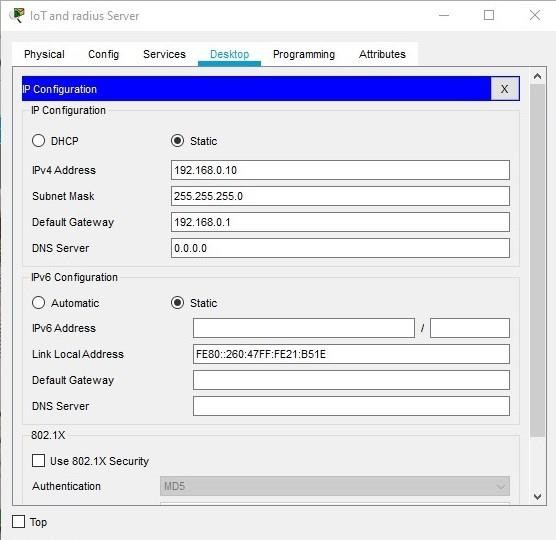 IoT and radius Server
Physical Config Services Desktop Programming Attributes
IP Configuration X
IP Configuration
DHCP Static
IPv4 Address 192.168.0.10
Subnet Mask 255.255.255.0
Default Gateway 192.168.0.1
DNS Server 0.0.0.0
IPv6 Configuration
Automatic Static
IPv6 Address /
Link Local Address FE80::260:47FF:FE21:B51E
Default Gateway
DNS Server
802.1X
Use 802.1X Security
Authentication MD5
Top